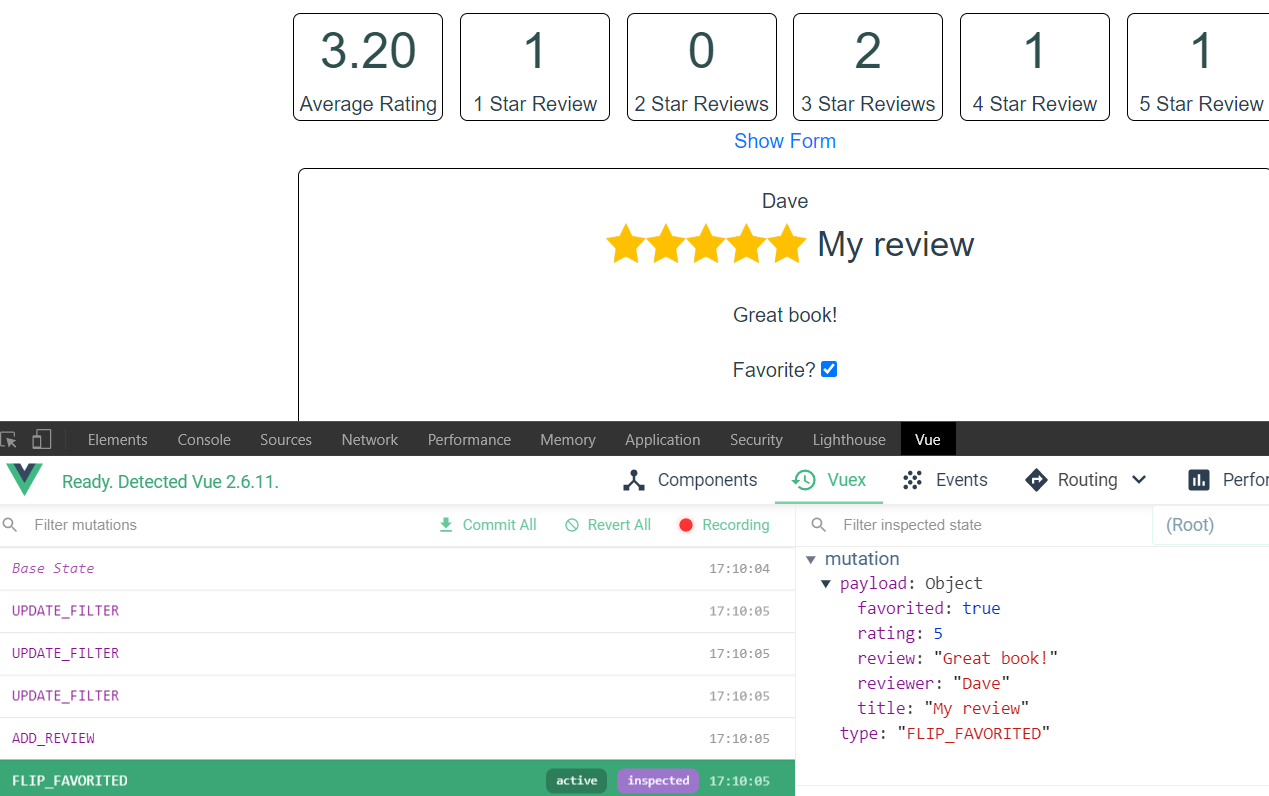 3.20 1 0 2 1 1
Average Rating 1 Star Review 2 Star Reviews 3 Star Reviews 4 Star Review 5 Star Review
Show Form
Dave
My review
Great book!
Favorite?
Elements Console Sources Network Performance Memory Application Security Lighthouse Vue
Ready. Detected Vue 2.6.11. Components Vuex Events Routing Perfor
Filter mutations Commit All Revert All Recording Filter inspected state (Root)
Base State 17:10:04
mutation
payload: Object
favorited: true
UPDATE_FILTER 17:10:05
rating: 5
UPDATE_FILTER 17:10:05
review: "Great book!"
reviewer: "Dave"
UPDATE_FILTER 17:10:05
title: "My review"
ADD_REVIEW 17:10:05
type: "FLIP_FAVORITED"
FLIP_FAVORITED active inspected 17:10:05